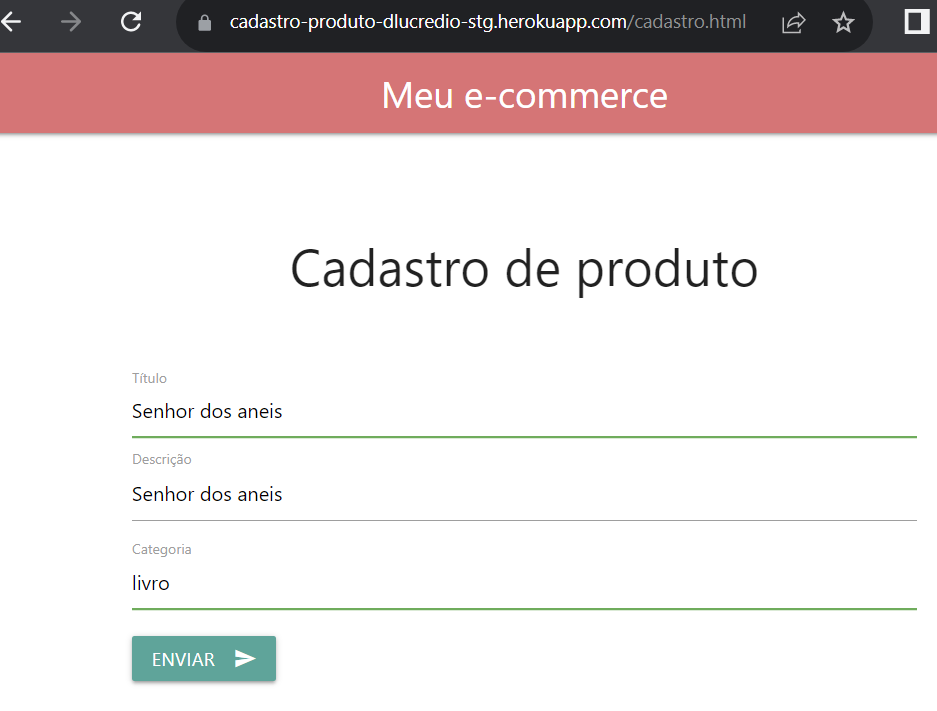 cadastro-produto-dlucredio-stg.herokuapp.com/cadastro.html
Meu e-commerce
Cadastro de produto
Título
Senhor dos aneis
Descrição
Senhor dos aneis
Categoria
livro
ENVIAR